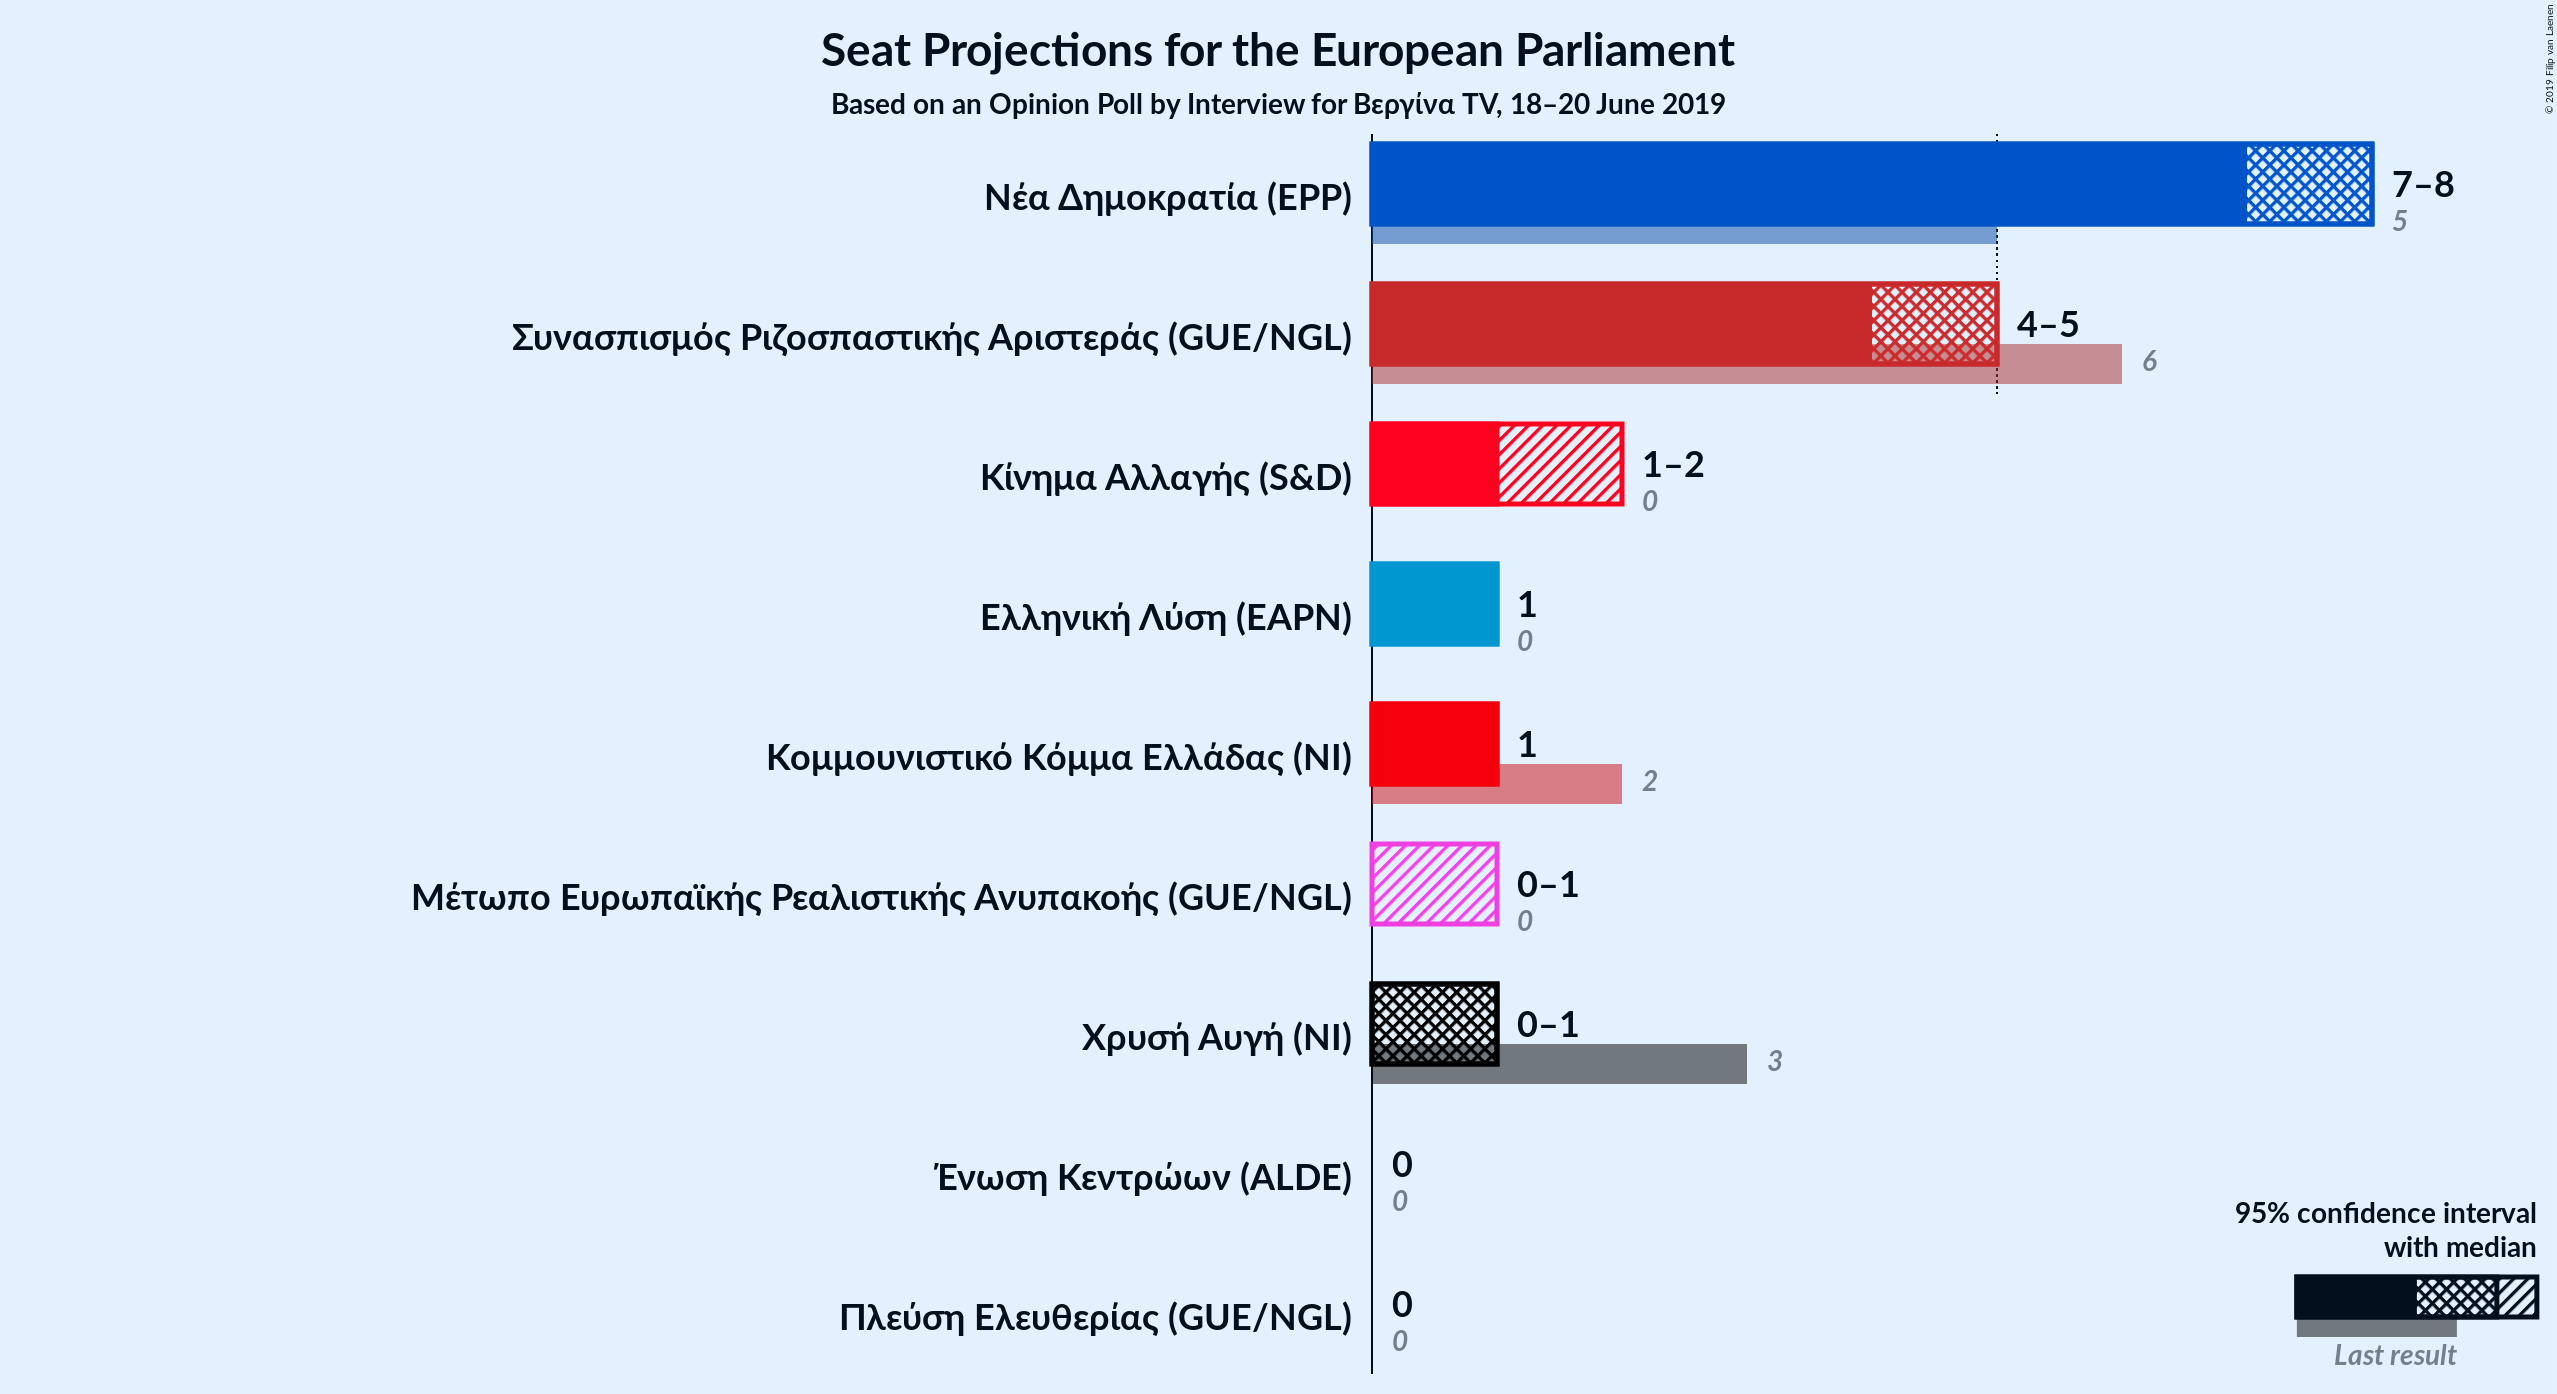 Seat Projections for the European Parliament
Based on an Opinion Poll by Interview for Βεργίνα TV, 18–20 June 2019
© 2019 Filip van Laenen
Νέα Δημοκρατία (EPP)
7–8
5
Συνασπισμός Ριζοσπαστικής Αριστεράς (GUE/NGL)
4–5
6
Κίνημα Αλλαγής (S&D)
1–2
0
Ελληνική Λύση (EAPN)
1
0
Κομμουνιστικό Κόμμα Ελλάδας (NI)
1
2
Μέτωπο Ευρωπαϊκής Ρεαλιστικής Ανυπακοής (GUE/NGL)
0–1
0
Χρυσή Αυγή (NI)
0–1
3
Ένωση Κεντρώων (ALDE)
0
0
Πλεύση Ελευθερίας (GUE/NGL)
0
0
95% confidence interval
with median
Last result